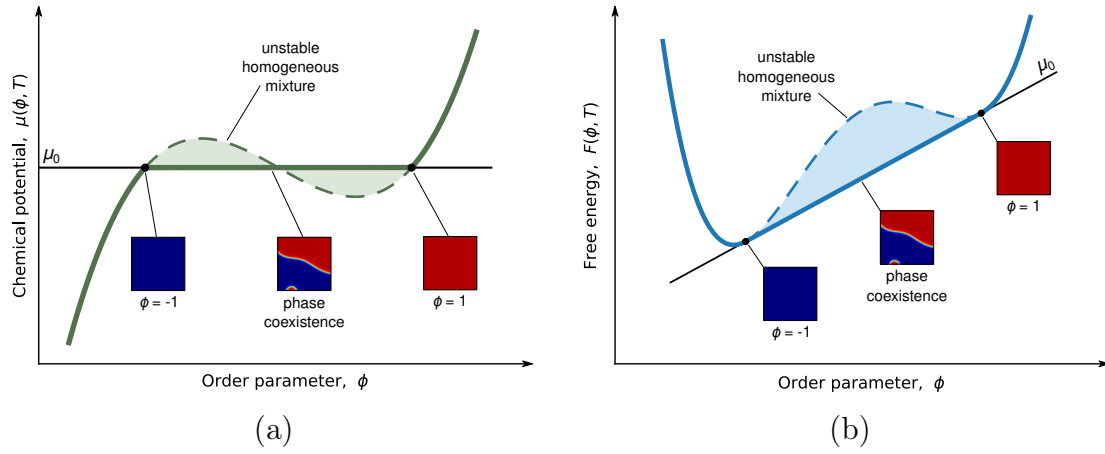 Chemical potential, μ(ϕ, T)
unstable
homogeneous
mixture
μ₀
ϕ = -1
phase
coexistence
ϕ = 1
Order parameter, ϕ
(a)
Free energy, F(ϕ, T)
unstable
homogeneous
mixture
μ₀
ϕ = 1
phase
coexistence
ϕ = -1
Order parameter, ϕ
(b)